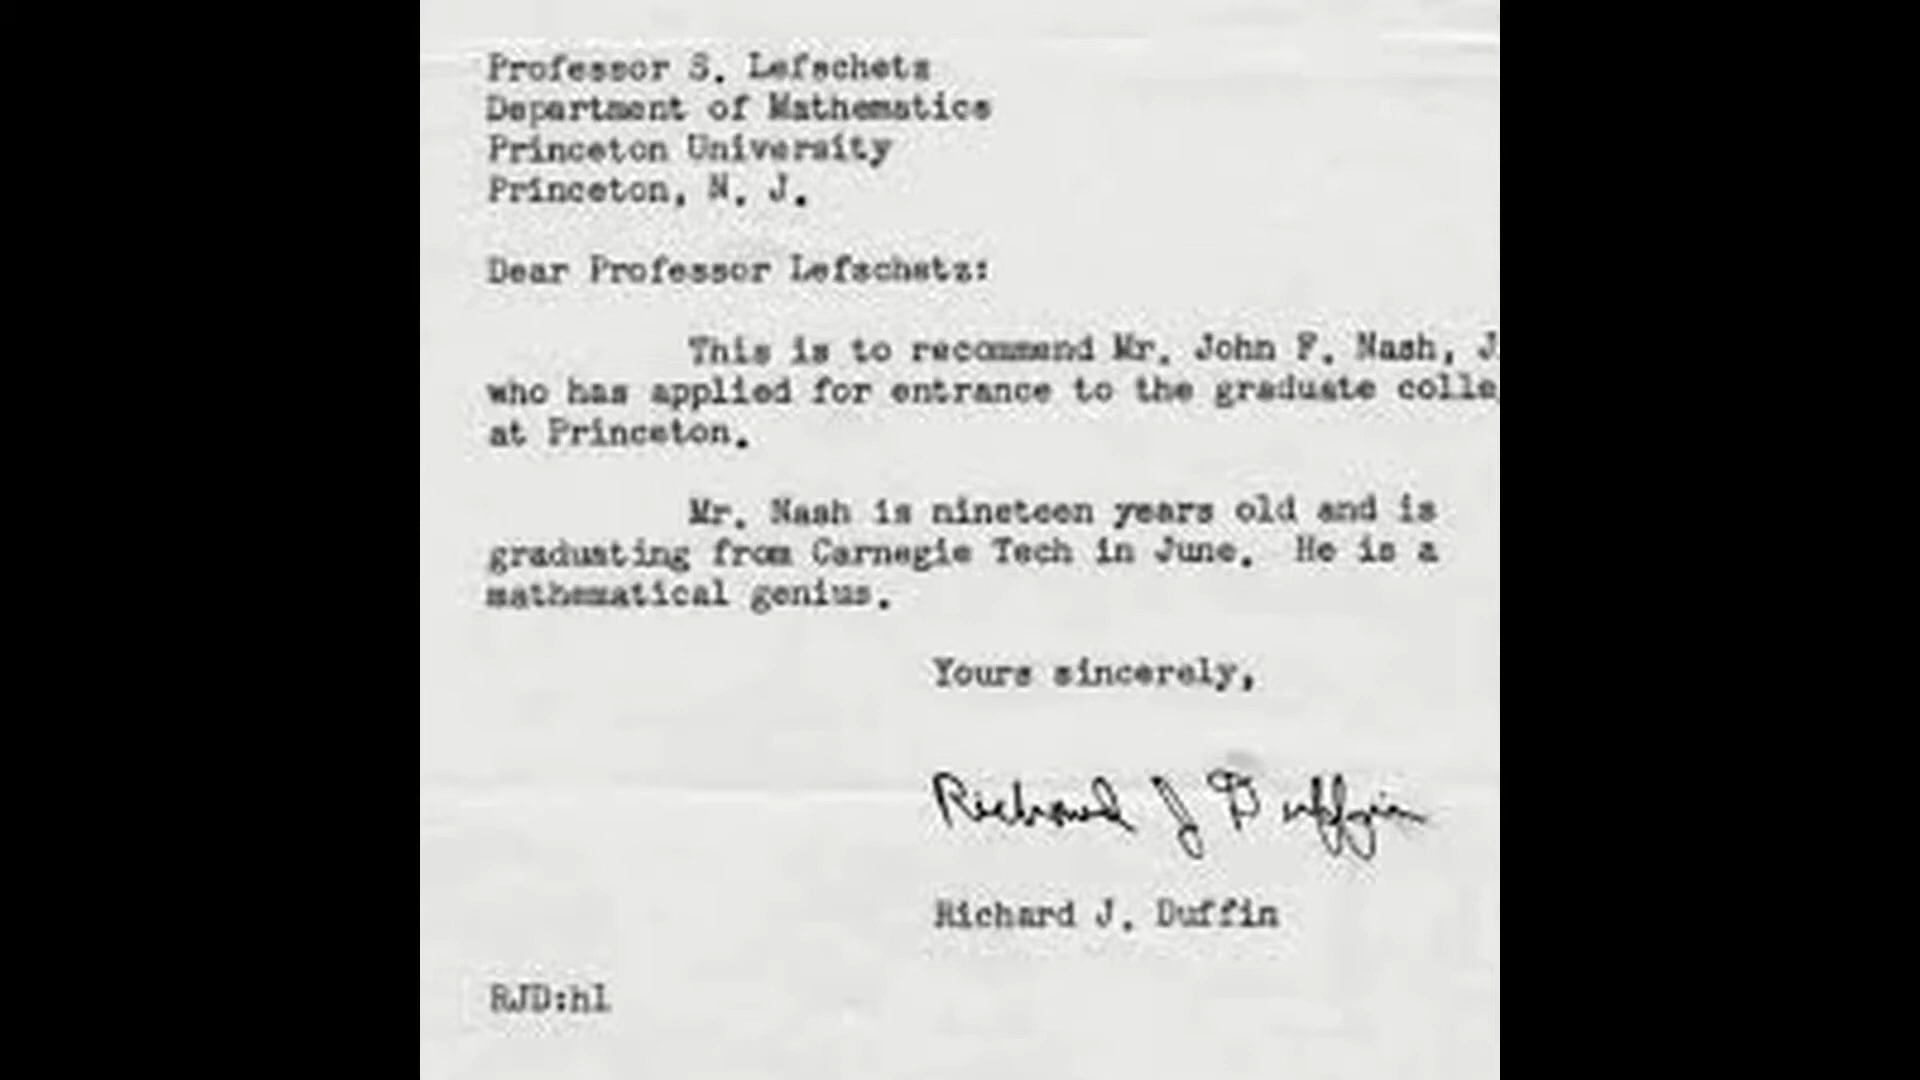 Professor S. Lefschetz
Department of Mathematics
Princeton University
Princeton, N. J.
Dear Professor Lefschetz:
This is to recommend Mr. John F. Nash, J
who has applied for entrance to the graduate colle
at Princeton.
Mr. Nash is nineteen years old and is
graduating from Carnegie Tech in June. He is a
mathematical genius.
Yours sincerely,
Richard J Duffin
Richard J. Duffin
RJD:hl